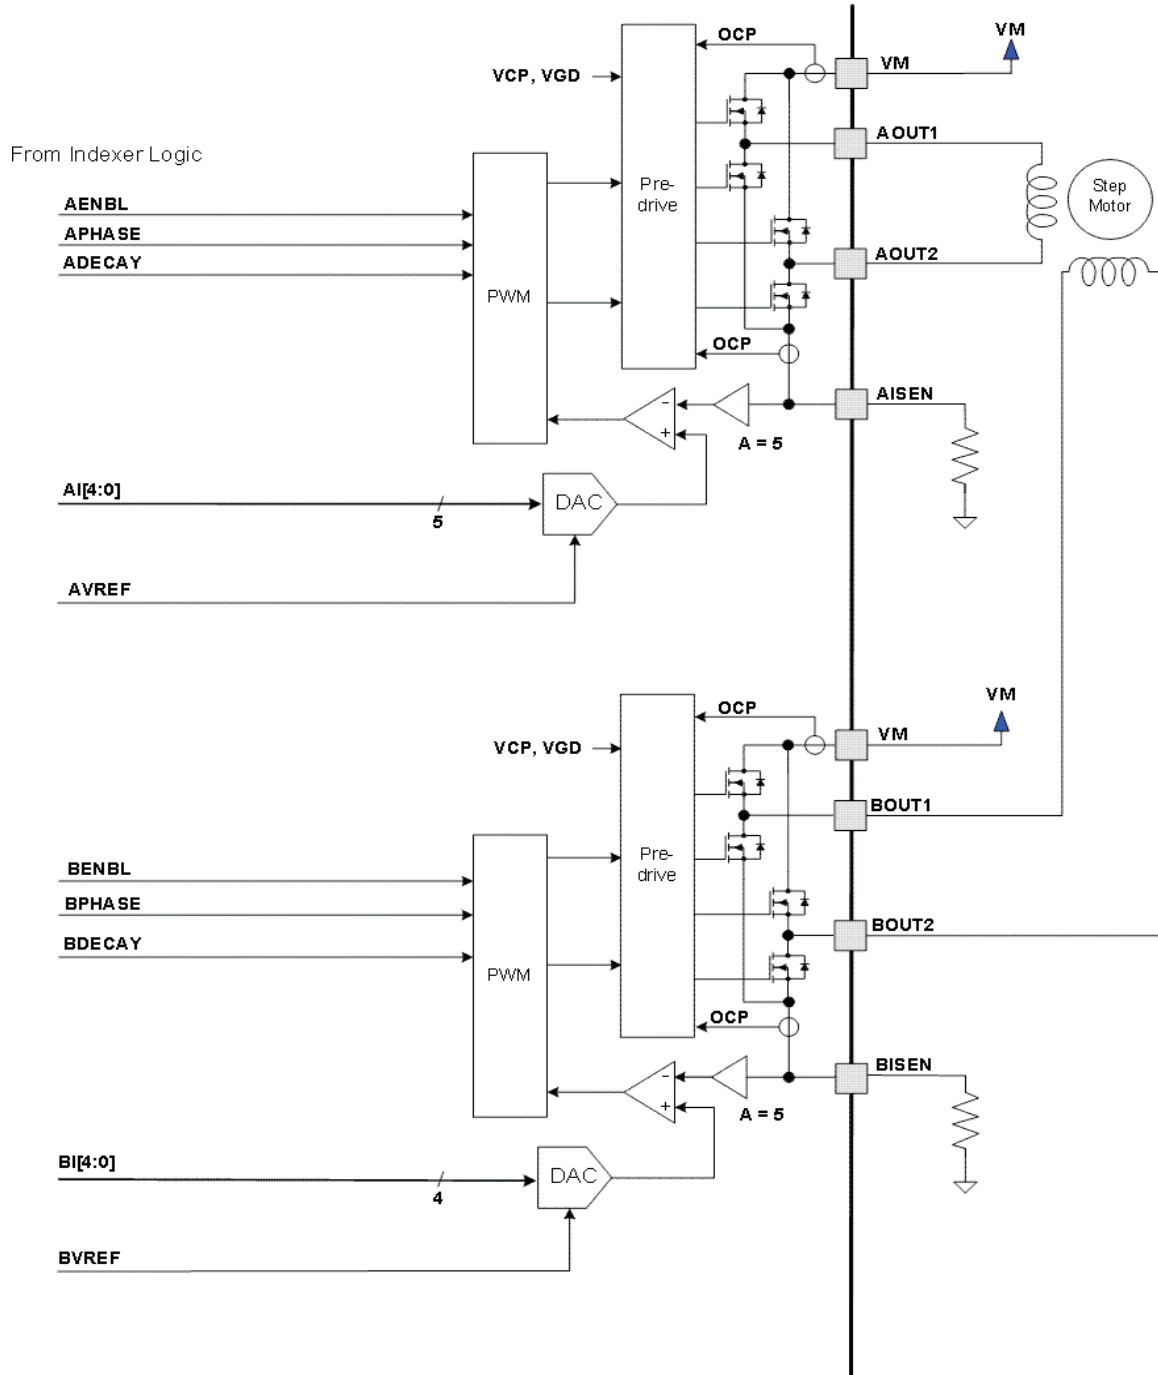 OCP
VM
VCP, VGD
VM
AOUT1
From Indexer Logic
Pre-
drive
Step
Motor
AENBL
APHASE
AOUT2
ADECAY
PWM
OCP
AISEN
-
+
A = 5
AI[4:0]
5
DAC
AVREF
OCP
VM
VCP, VGD
VM
BOUT1
Pre-
drive
BENBL
BPHASE
BOUT2
BDECAY
PWM
OCP
BISEN
-
+
A = 5
BI[4:0]
4
DAC
BVREF